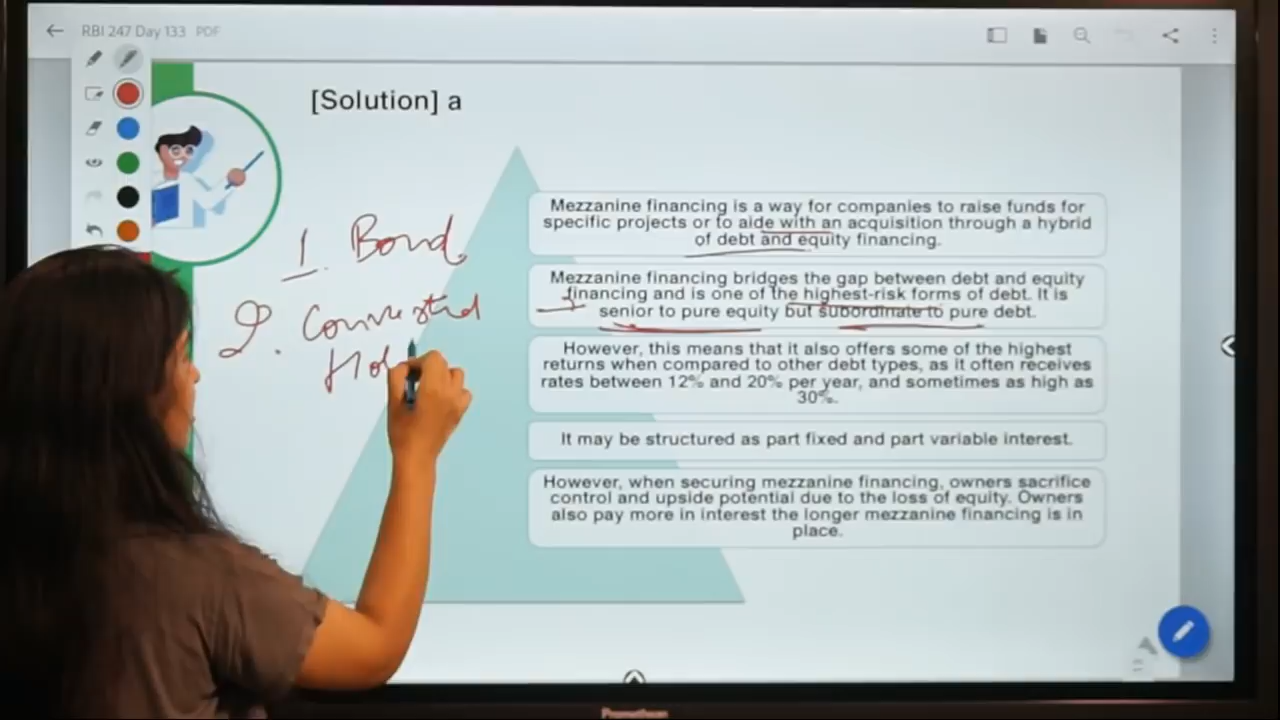 RBI 247 Day 133 PDF
[Solution] a
1. Bond
2. Converted
Hol
Mezzanine financing is a way for companies to raise funds for
specific projects or to aide with an acquisition through a hybrid
of debt and equity financing.
Mezzanine financing bridges the gap between debt and equity
financing and is one of the highest-risk forms of debt. It is
senior to pure equity but subordinate to pure debt.
However, this means that it also offers some of the highest
returns when compared to other debt types, as it often receives
rates between 12% and 20% per year, and sometimes as high as
30%.
It may be structured as part fixed and part variable interest.
However, when securing mezzanine financing, owners sacrifice
control and upside potential due to the loss of equity. Owners
also pay more in interest the longer mezzanine financing is in
place.
Promethean